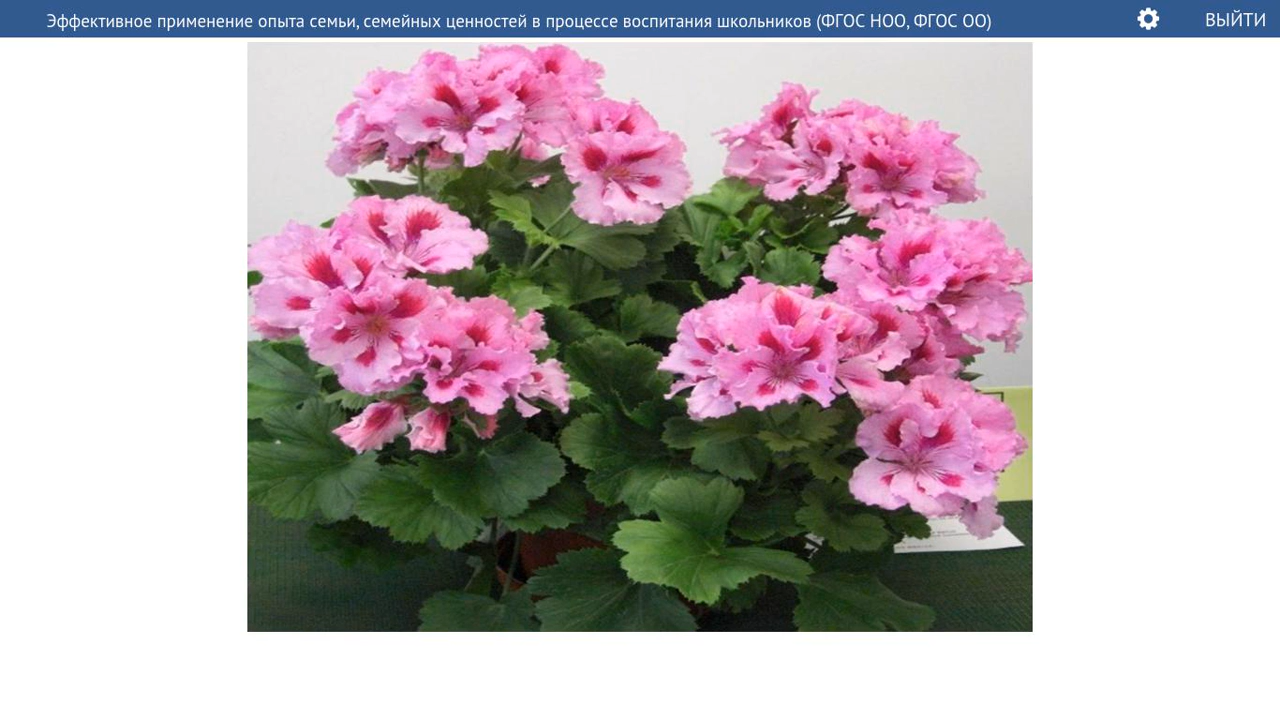 Эффективное применение опыта семьи, семейных ценностей в процессе воспитания школьников (ФГОС НОО, ФГОС ОО)
ВЫЙТИ